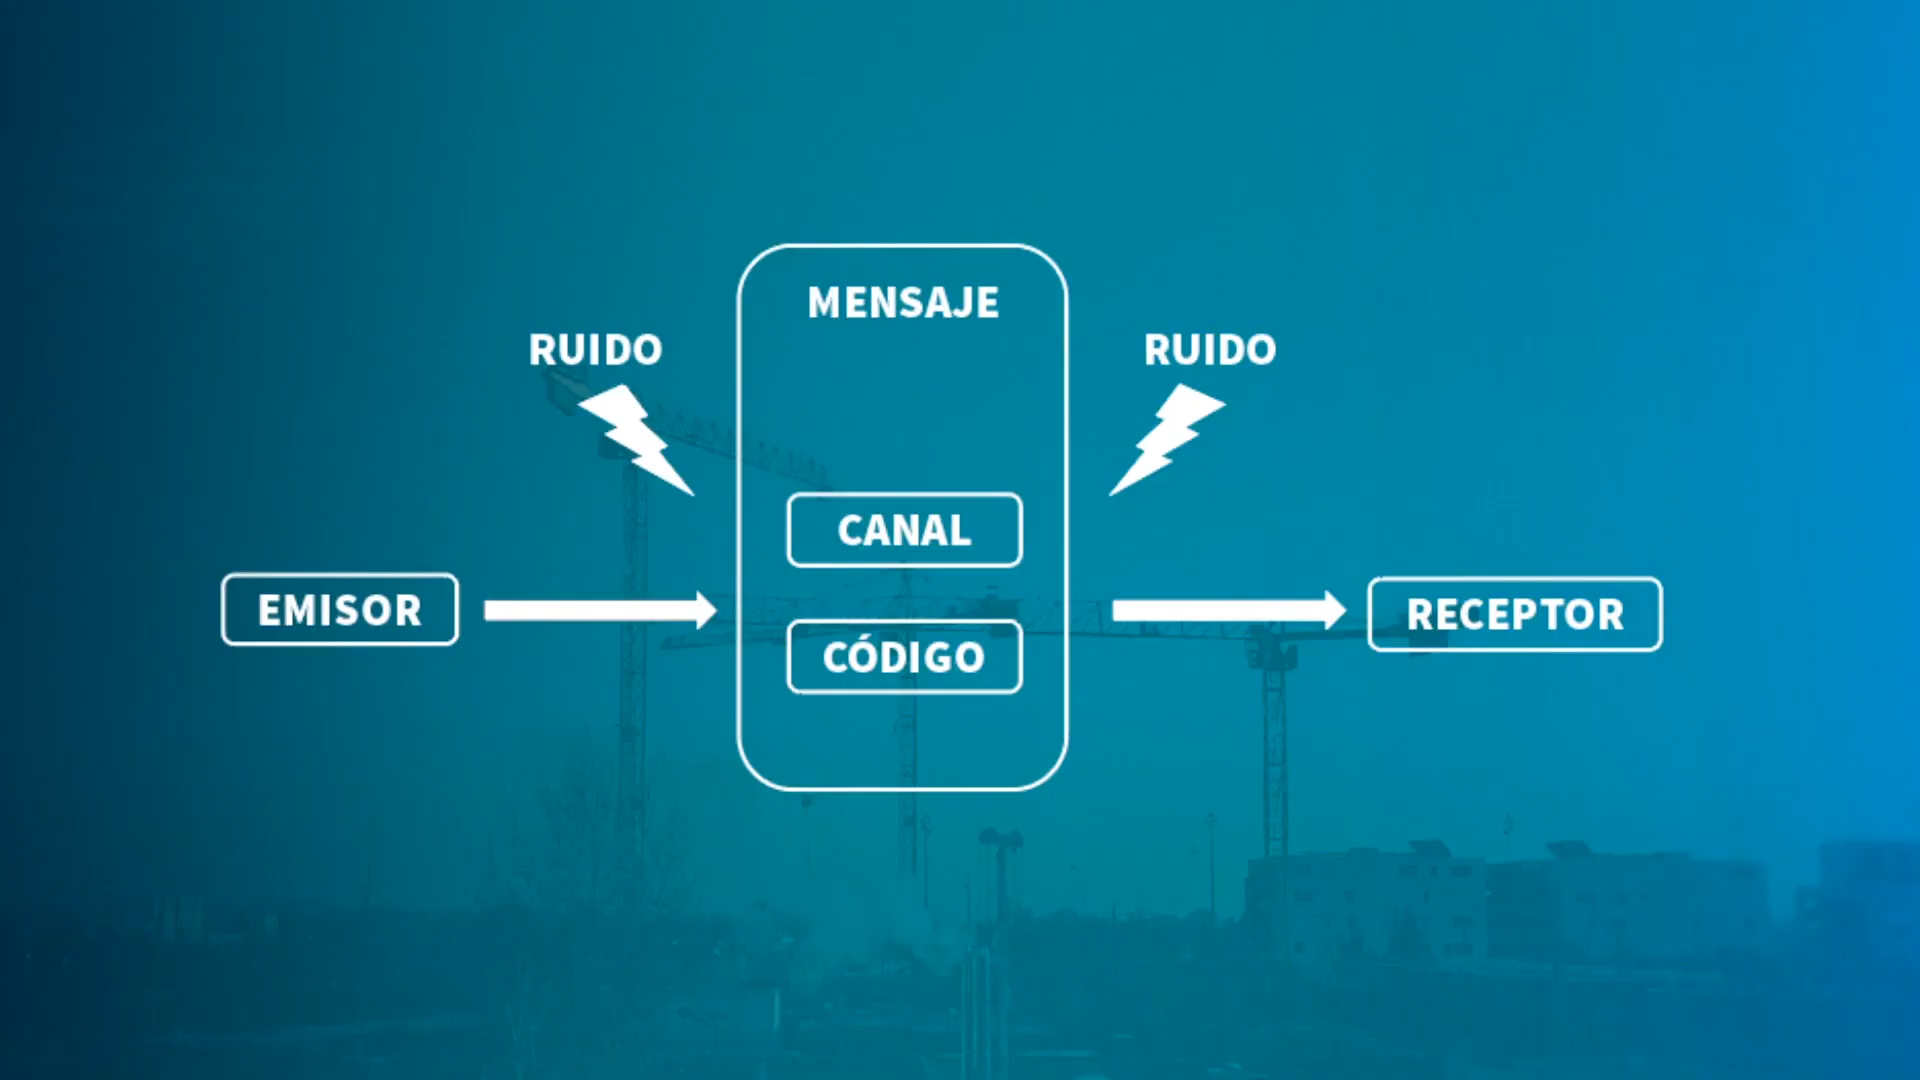 MENSAJE
RUIDO
RUIDO
CANAL
EMISOR
CÓDIGO
RECEPTOR